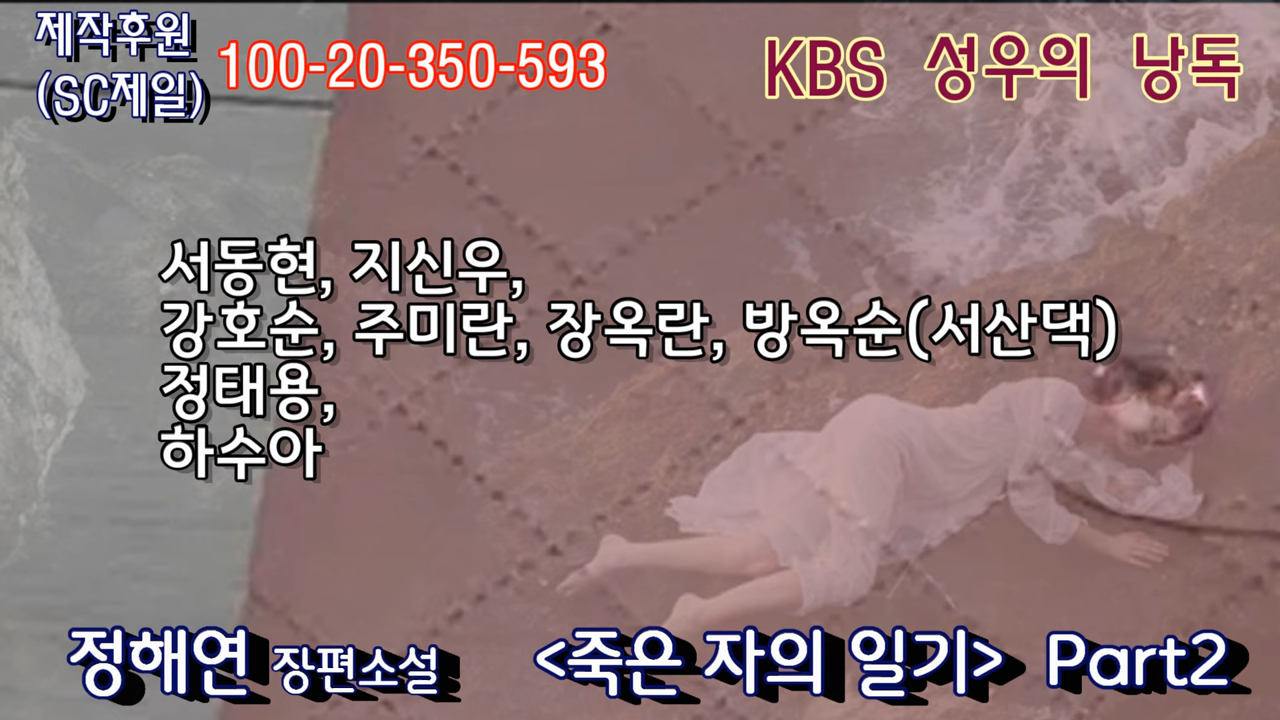 제작후원
(SC제일)
100-20-350-593
KBS 성우의 낭독
서동현, 지신우,
강호순, 주미란, 장옥란, 방옥순(서산댁)
정태용,
하수아
정해연 장편소설 <죽은 자의 일기> Part2